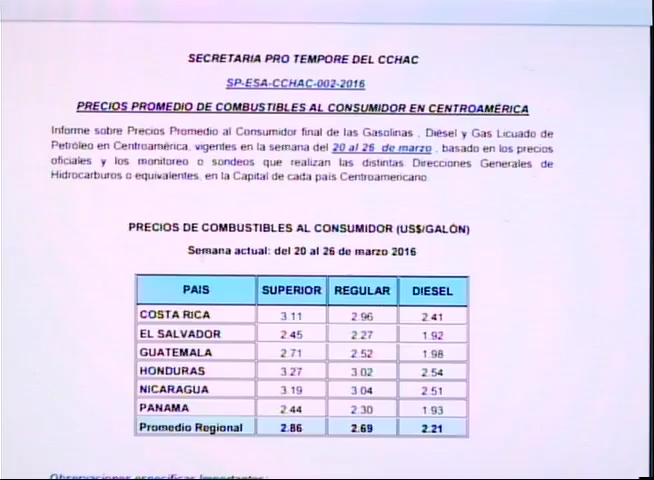 SECRETARIA PRO TEMPORE DEL CCHAC
SP-ESA-CCHAC-002-2016
PRECIOS PROMEDIO DE COMBUSTIBLES AL CONSUMIDOR EN CENTROAMÉRICA
Informe sobre Precios Promedio al Consumidor final de las Gasolinas , Diésel y Gas Licuado de
Petróleo en Centroamérica, vigentes en la semana del 20 al 26 de marzo , basado en los precios
oficiales y los monitoreo o sondeos que realizan las distintas Direcciones Generales de
Hidrocarburos o equivalentes, en la Capital de cada país Centroamericano
PRECIOS DE COMBUSTIBLES AL CONSUMIDOR (US$/GALÓN)
Semana actual: del 20 al 26 de marzo 2016
PAIS SUPERIOR REGULAR DIESEL
COSTA RICA 3.11 2.96 2.41
EL SALVADOR 2.45 2.27 1.92
GUATEMALA 2.71 2.52 1.98
HONDURAS 3.27 3.02 2.54
NICARAGUA 3.19 3.04 2.51
PANAMA 2.44 2.30 1.93
Promedio Regional 2.86 2.69 2.21